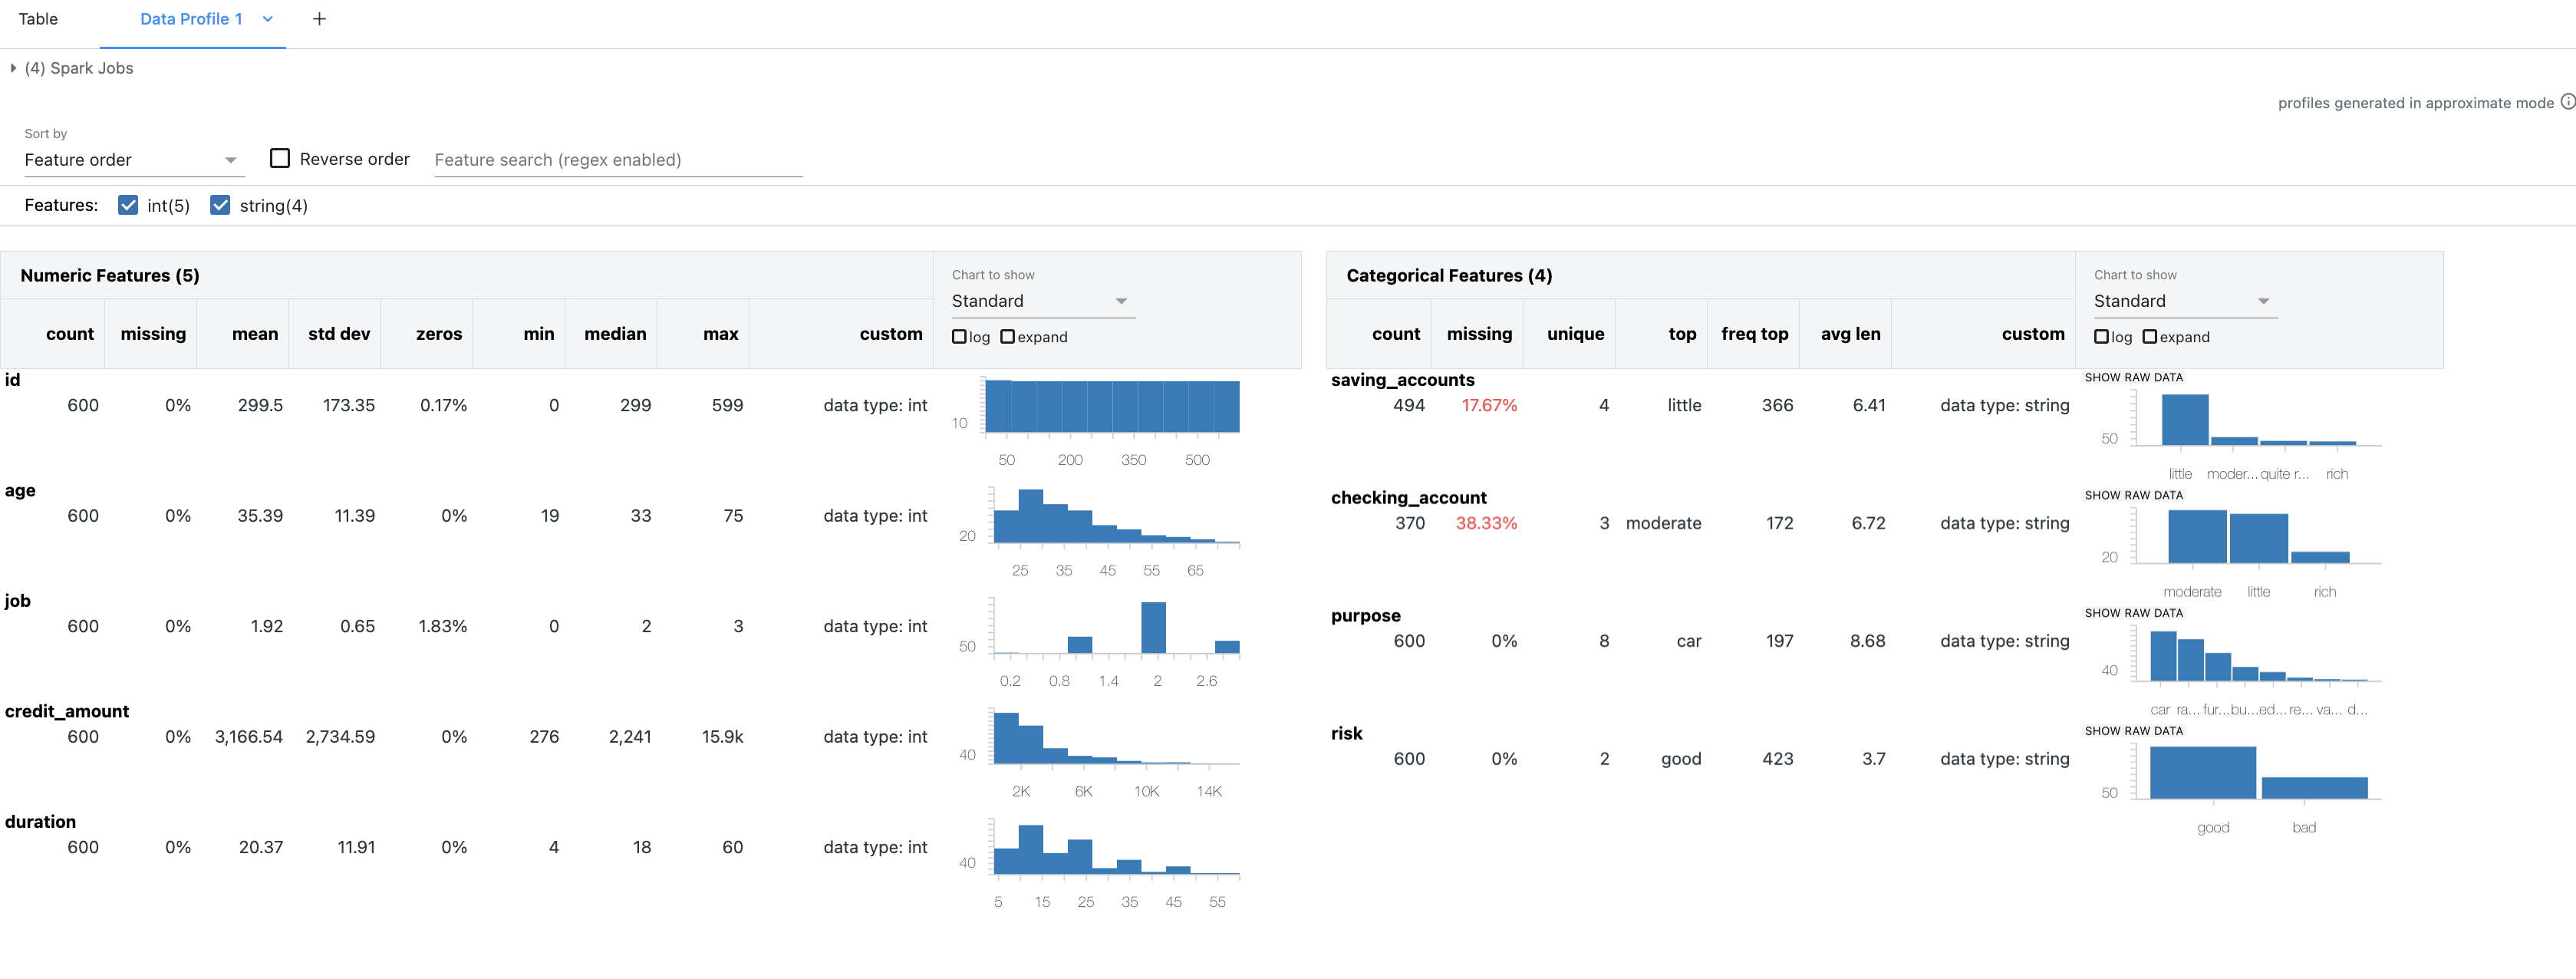 Table Data Profile 1 +
(4) Spark Jobs
profiles generated in approximate mode
Sort by
Feature order Reverse order Feature search (regex enabled)
Features: int(5) string(4)
Numeric Features (5)
Chart to show
Standard
log expand
count missing mean std dev zeros min median max custom
id
600 0% 299.5 173.35 0.17% 0 299 599 data type: int
10
50 200 350 500
age
600 0% 35.39 11.39 0% 19 33 75 data type: int
20
25 35 45 55 65
job
600 0% 1.92 0.65 1.83% 0 2 3 data type: int
50
0.2 0.8 1.4 2 2.6
credit_amount
600 0% 3,166.54 2,734.59 0% 276 2,241 15.9k data type: int
40
2K 6K 10K 14K
duration
600 0% 20.37 11.91 0% 4 18 60 data type: int
40
5 15 25 35 45 55
Categorical Features (4)
Chart to show
Standard
log expand
count missing unique top freq top avg len custom
saving_accounts
SHOW RAW DATA
494 17.67% 4 little 366 6.41 data type: string
50
little moder... quite r... rich
checking_account
SHOW RAW DATA
370 38.33% 3 moderate 172 6.72 data type: string
20
moderate little rich
purpose
SHOW RAW DATA
600 0% 8 car 197 8.68 data type: string
40
car ra... fur... bu... ed... re... va... d...
risk
SHOW RAW DATA
600 0% 2 good 423 3.7 data type: string
50
good bad